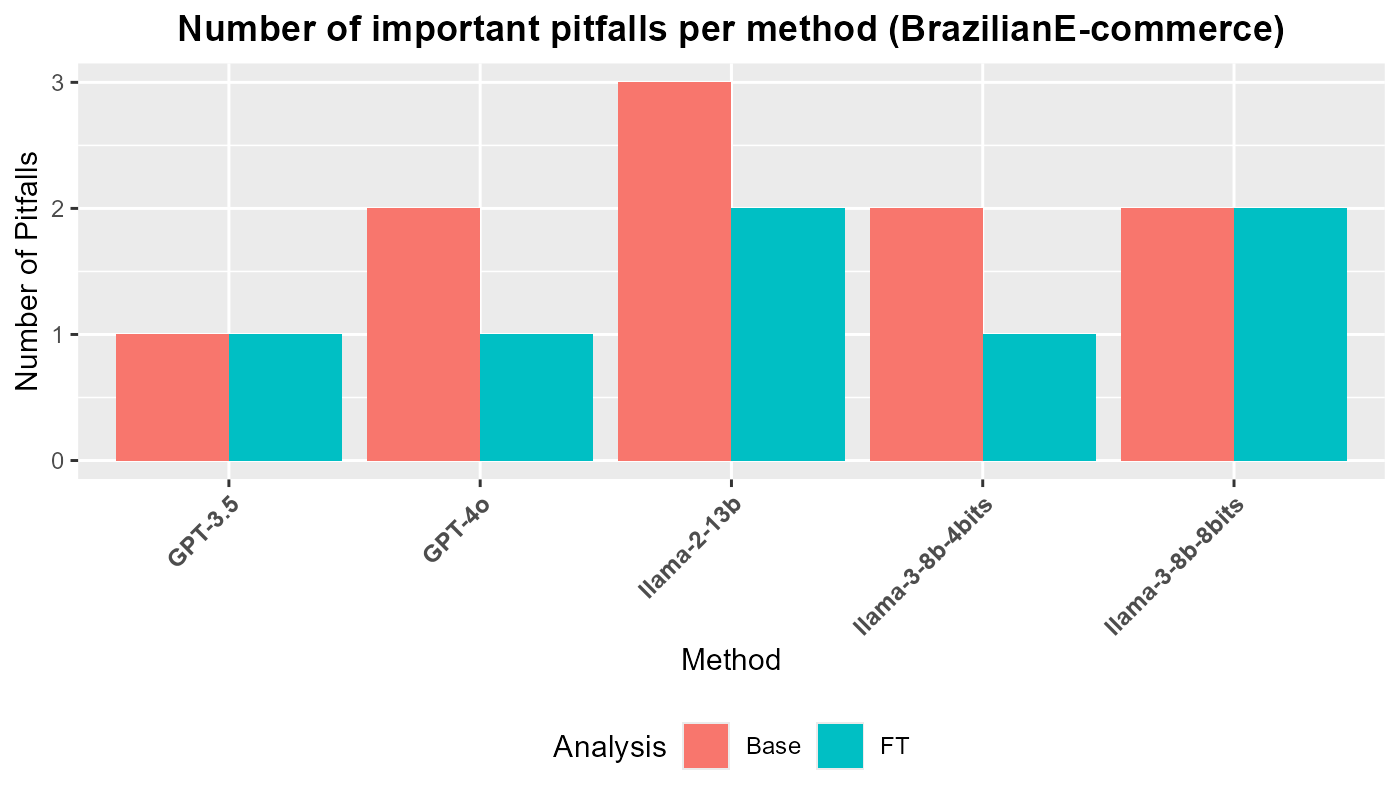 Number of important pitfalls per method (BrazilianE-commerce)
Number of Pitfalls
3
2
1
0
GPT-3.5
GPT-4o
llama-2-13b
llama-3-8b-4bits
llama-3-8b-8bits
Method
Analysis Base FT